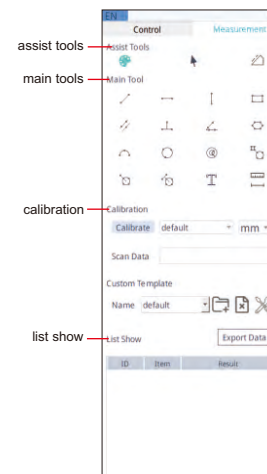 EN
Control Measurement
assist tools Assist Tools
main tools Main Tool
T
calibration Calibration
Calibrate default mm
Scan Data
Custom Template
Name default
list show List Show Export Data
ID Item Result